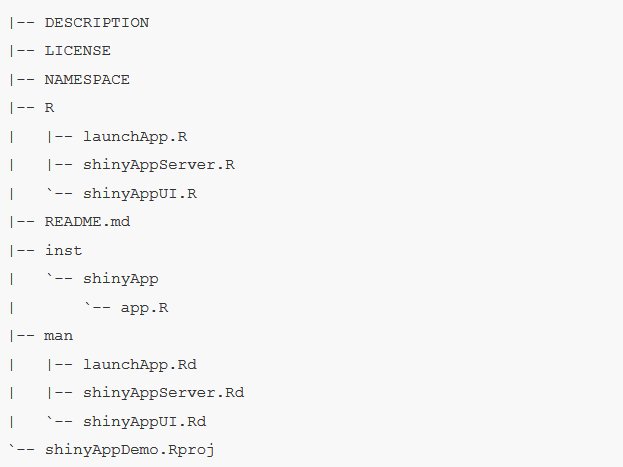 |-- DESCRIPTION
|-- LICENSE
|-- NAMESPACE
|-- R
|   |-- launchApp.R
|   |-- shinyAppServer.R
|   `-- shinyAppUI.R
|-- README.md
|-- inst
|   `-- shinyApp
|       `-- app.R
|-- man
|   |-- launchApp.Rd
|   |-- shinyAppServer.Rd
|   `-- shinyAppUI.Rd
`-- shinyAppDemo.Rproj